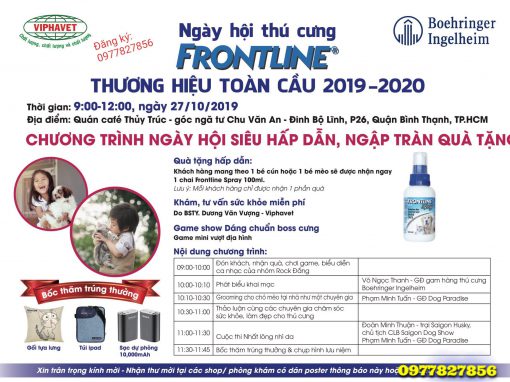 VIPHAVET
Chất lượng, chất lượng và chất lượng
Đăng ký:
0977827856
Ngày hội thú cưng
FRONTLINE®
Boehringer
Ingelheim
THƯƠNG HIỆU TOÀN CẦU 2019-2020
Thời gian: 9:00-12:00, ngày 27/10/2019
Địa điểm: Quán café Thủy Trúc - góc ngã tư Chu Văn An - Đinh Bộ Lĩnh, P26, Quận Bình Thạnh, TP.HCM
CHƯƠNG TRÌNH NGÀY HỘI SIÊU HẤP DẪN, NGẬP TRÀN QUÀ TẶNG
Quà tặng hấp dẫn:
Khách hàng mang theo 1 bé cún hoặc 1 bé mèo sẽ được nhận ngay
1 chai Frontline Spray 100ml.
Lưu ý: Mỗi khách hàng chỉ được nhận 1 phần quà
Khám, tư vấn sức khỏe miễn phí
Do BSTY. Dương Văn Vượng - Viphavet
Game show Dáng chuẩn boss cưng
Game mini vượt địa hình
FRONTLINE
Spray
Nội dung chương trình:
09:00-10:00 Đón khách, nhận quà, chơi game, biểu diễn
ca nhạc của nhóm Rock Đắng
10:00-10:10 Phát biểu khai mạc Võ Ngọc Thanh - GĐ gam hàng thú cưng
Boehringer Ingelheim
10:10-10:30 Grooming cho chó mèo tại nhà như một chuyên gia Phạm Minh Tuấn - GĐ Dog Paradise
10:30-11:00 Thảo luận cùng các chuyên gia chăm sóc
sức khỏe, làm đẹp cho thú cưng
11:00-11:30 Cuộc thi Nhất lông nhì da Đoàn Minh Thuận - trại Saigon Husky,
chủ tịch CLB Saigon Dog Show
Phạm Minh Tuấn - GĐ Dog Paradise
11:30-11:45 Bốc thăm trúng thưởng & chụp hình lưu niệm
Bốc thăm trúng thưởng
Gối tựa lưng
Túi ipad
Sạc dự phòng
10,000mAh
Xin trân trọng kính mời - Nhận thư mời tại các shop/ phòng khám có dán poster thông báo này hoặc
0977827856